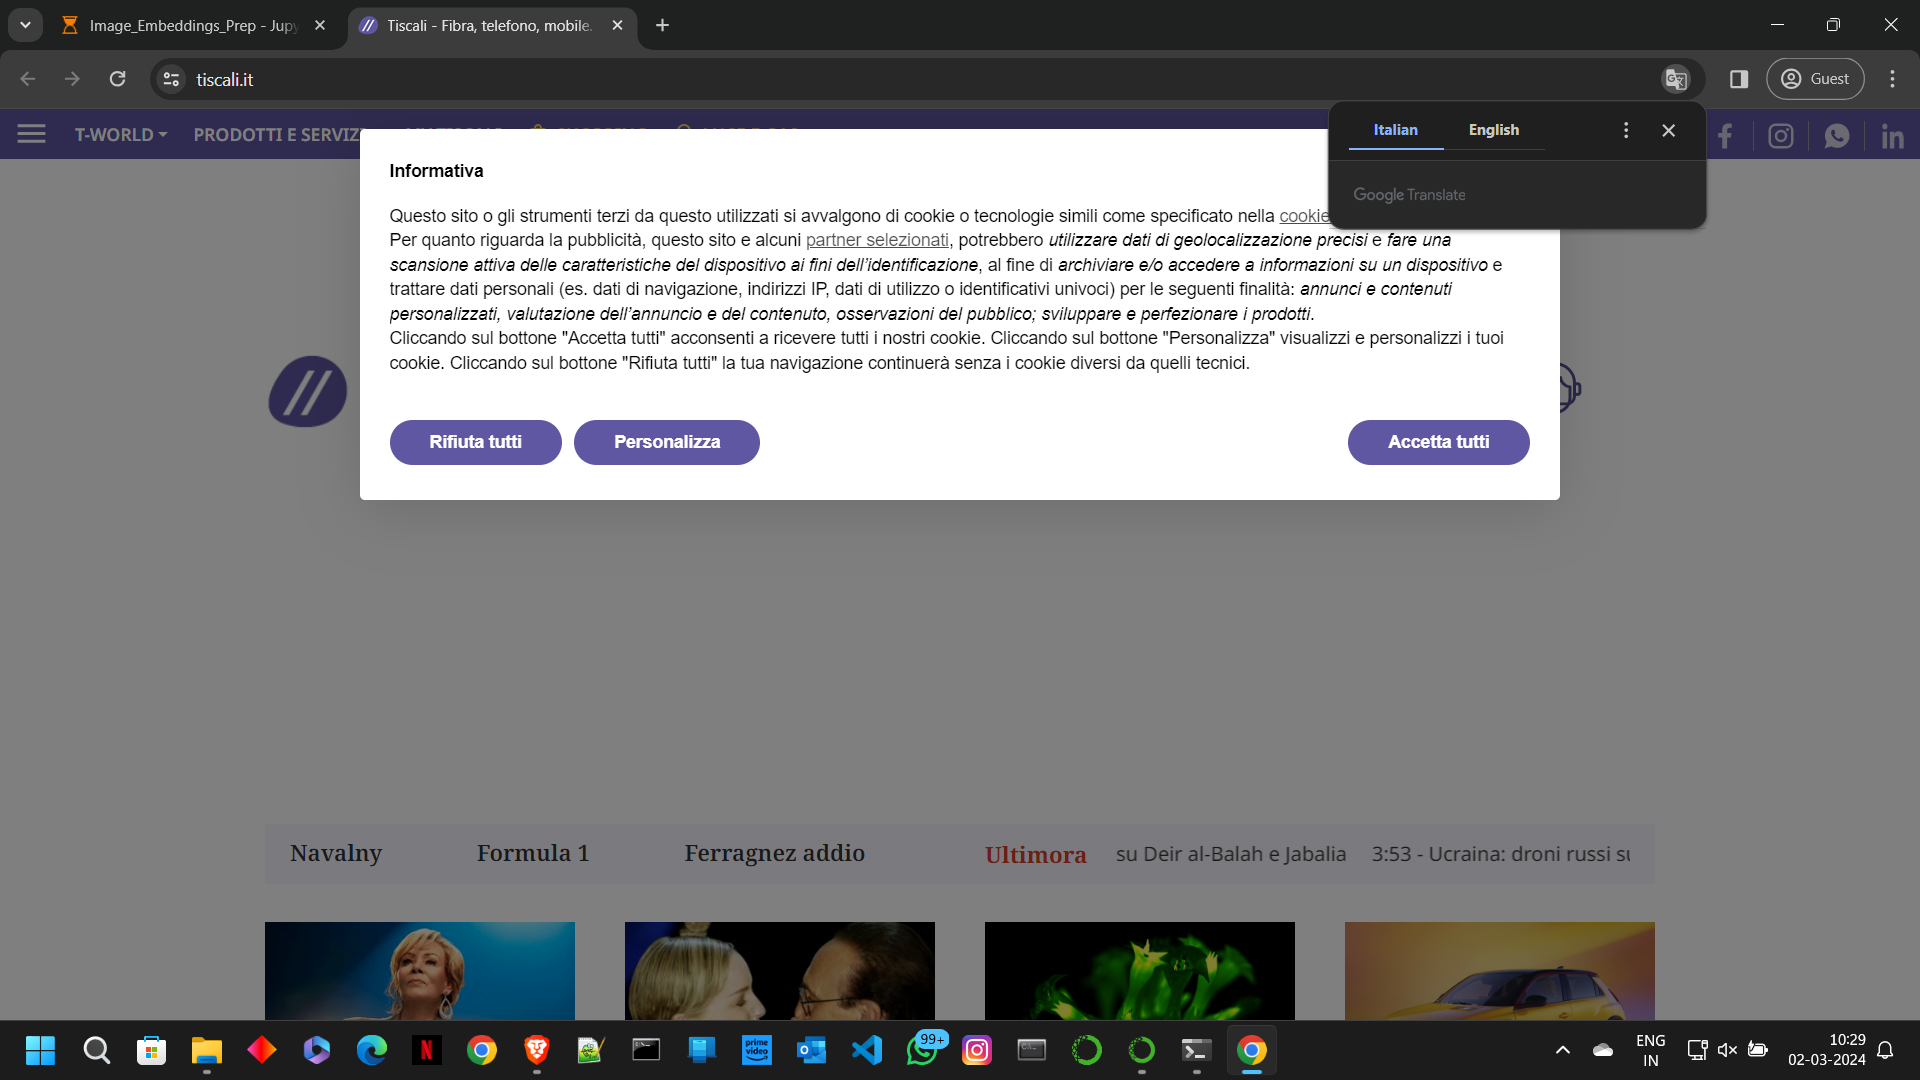 Image_Embeddings_Prep - Jup
Tiscali - Fibra, telefono, mobile
tiscali.it
Guest
T-WORLD
PRODOTTI E SERVIZ
Italian
English
Google Translate
Informativa
Questo sito o gli strumenti terzi da questo utilizzati si avvalgono di cookie o tecnologie simili come specificato nella cookie
Per quanto riguarda la pubblicità, questo sito e alcuni partner selezionati, potrebbero utilizzare dati di geolocalizzazione precisi e fare una
scansione attiva delle caratteristiche del dispositivo ai fini dell’identificazione, al fine di archiviare e/o accedere a informazioni su un dispositivo e
trattare dati personali (es. dati di navigazione, indirizzi IP, dati di utilizzo o identificativi univoci) per le seguenti finalità: annunci e contenuti
personalizzati, valutazione dell’annuncio e del contenuto, osservazioni del pubblico; sviluppare e perfezionare i prodotti.
Cliccando sul bottone "Accetta tutti" acconsenti a ricevere tutti i nostri cookie. Cliccando sul bottone "Personalizza" visualizzi e personalizzi i tuoi
cookie. Cliccando sul bottone "Rifiuta tutti" la tua navigazione continuerà senza i cookie diversi da quelli tecnici.
Rifiuta tutti
Personalizza
Accetta tutti
Navalny
Formula 1
Ferragnez addio
Ultimora
su Deir al-Balah e Jabalia
3:53 - Ucraina: droni russi su
prime video
99+
ENG
IN
10:29
02-03-2024